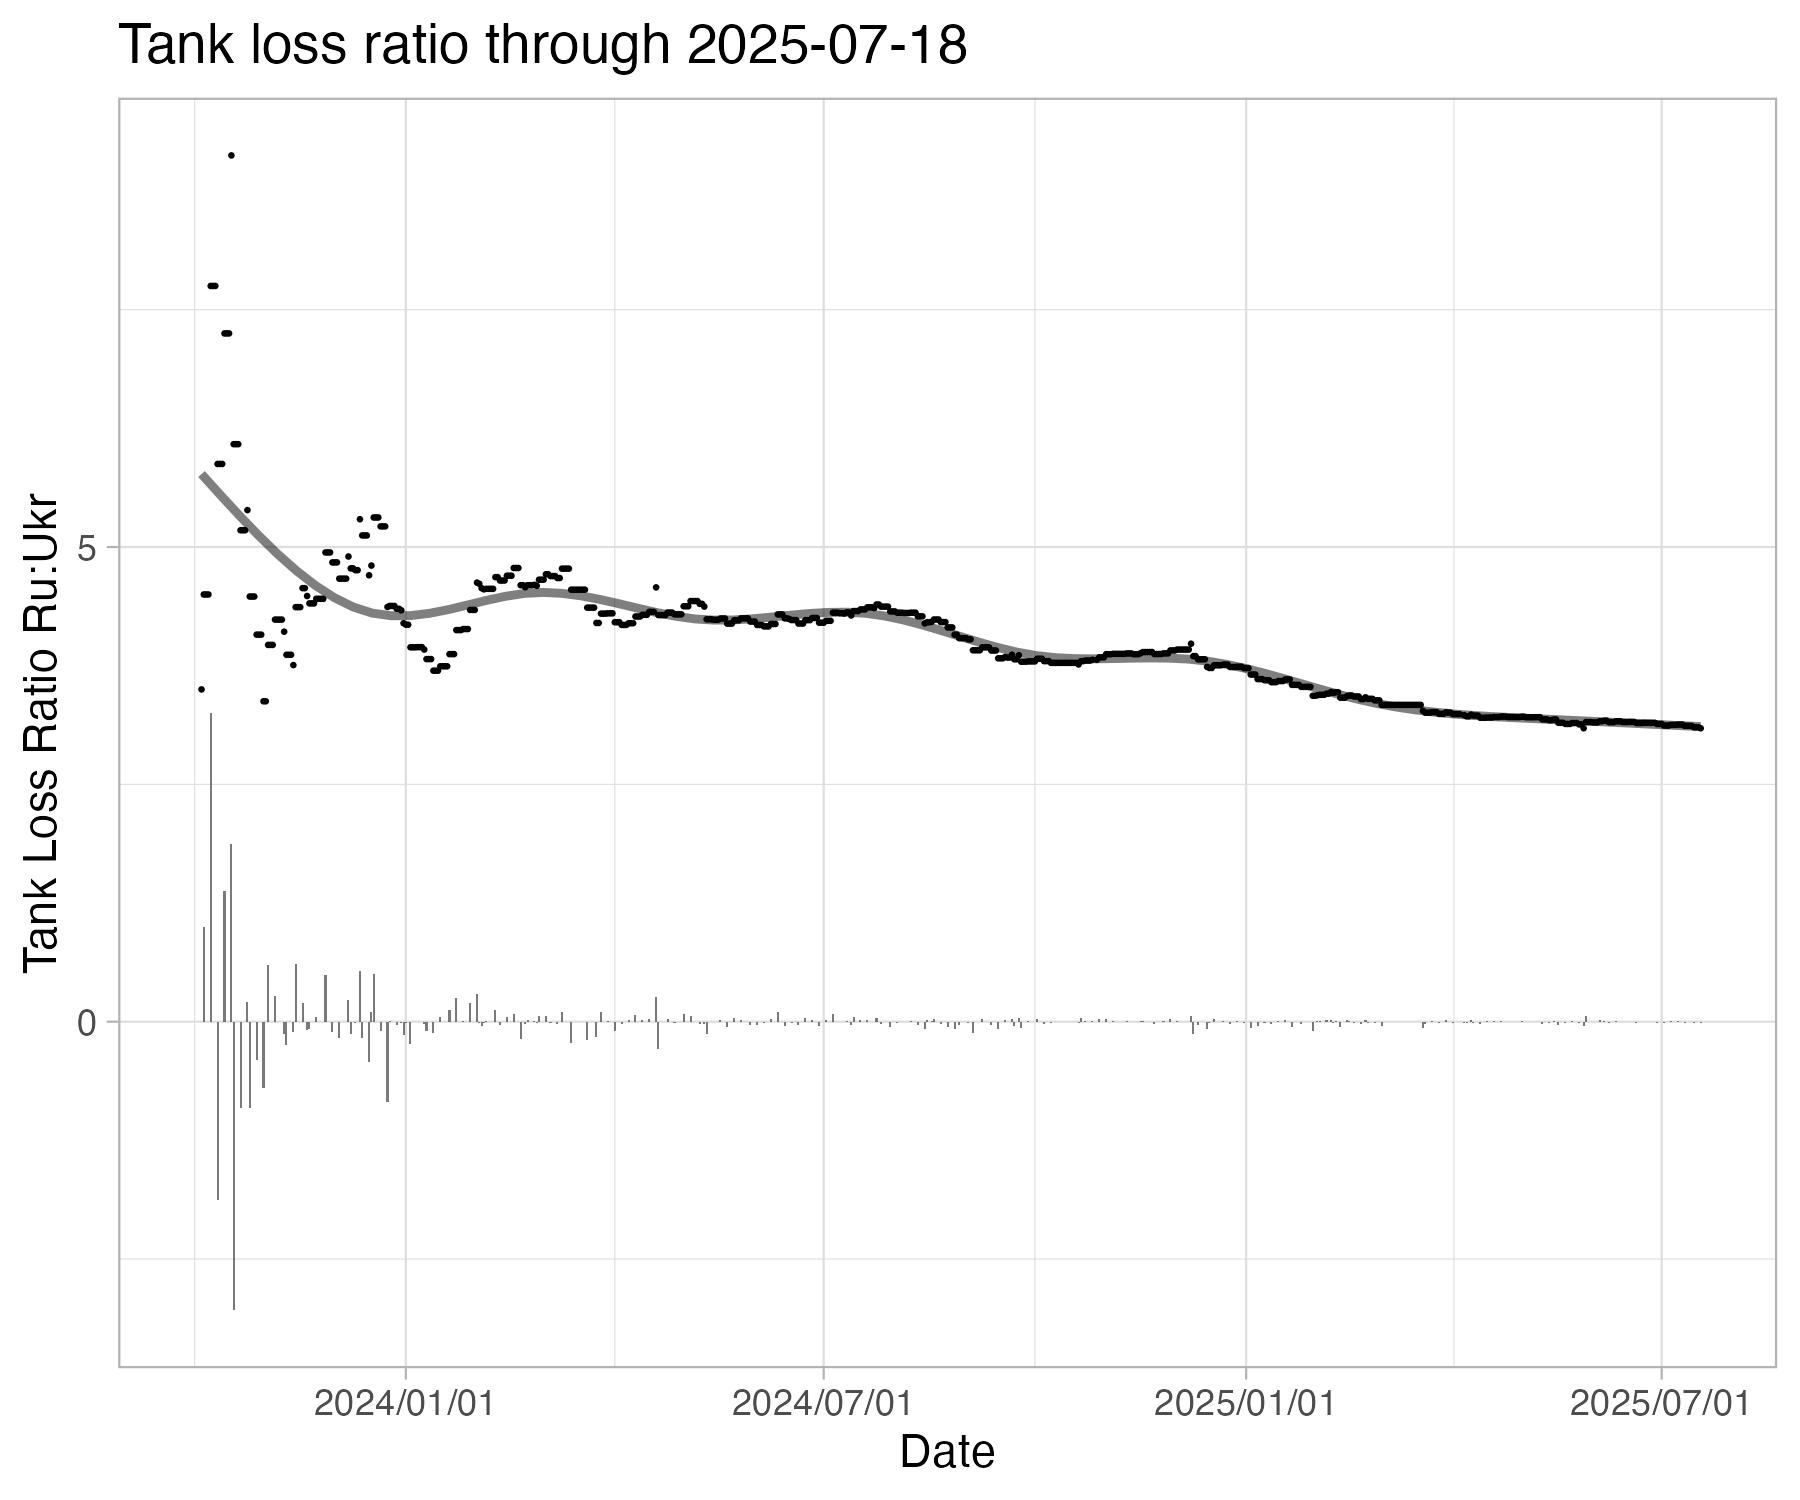 Tank loss ratio through 2025-07-18
Tank Loss Ratio Ru:Ukr
5
0
2024/01/01
2024/07/01
2025/01/01
2025/07/01
Date